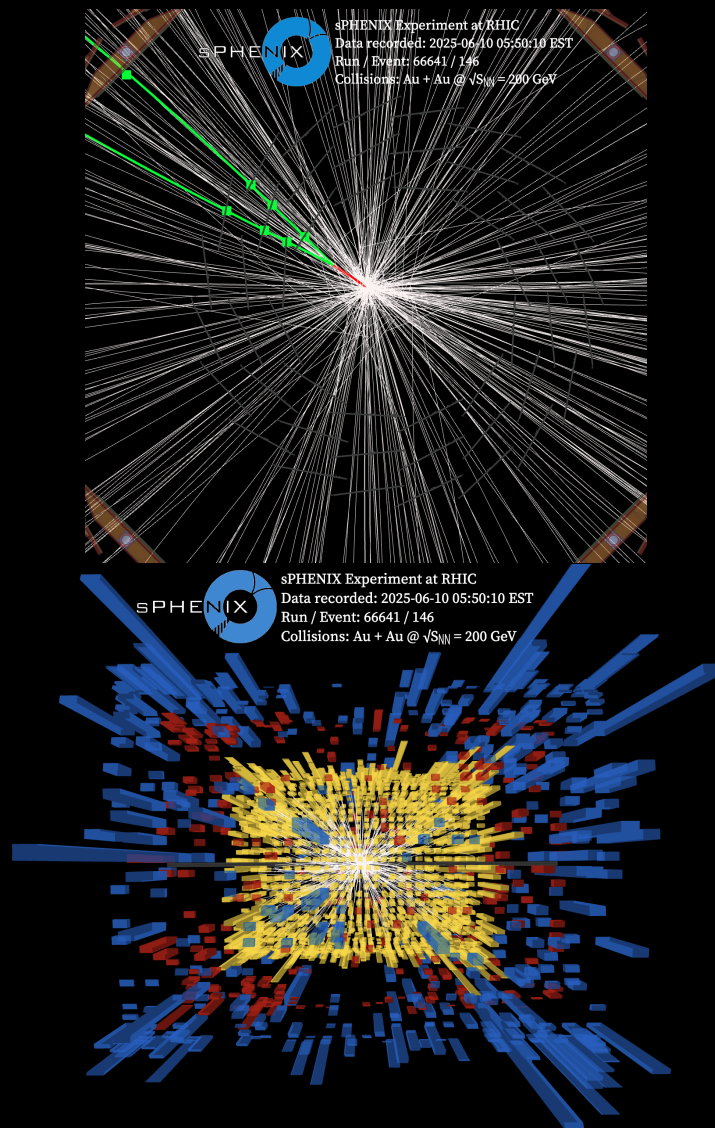 sPHENIX
sPHENIX Experiment at RHIC
Data recorded: 2025-06-10 05:50:10 EST
Run / Event: 66641 / 146
Collisions: Au + Au @ √SNN = 200 GeV
sPHENIX
sPHENIX Experiment at RHIC
Data recorded: 2025-06-10 05:50:10 EST
Run / Event: 66641 / 146
Collisions: Au + Au @ √SNN = 200 GeV